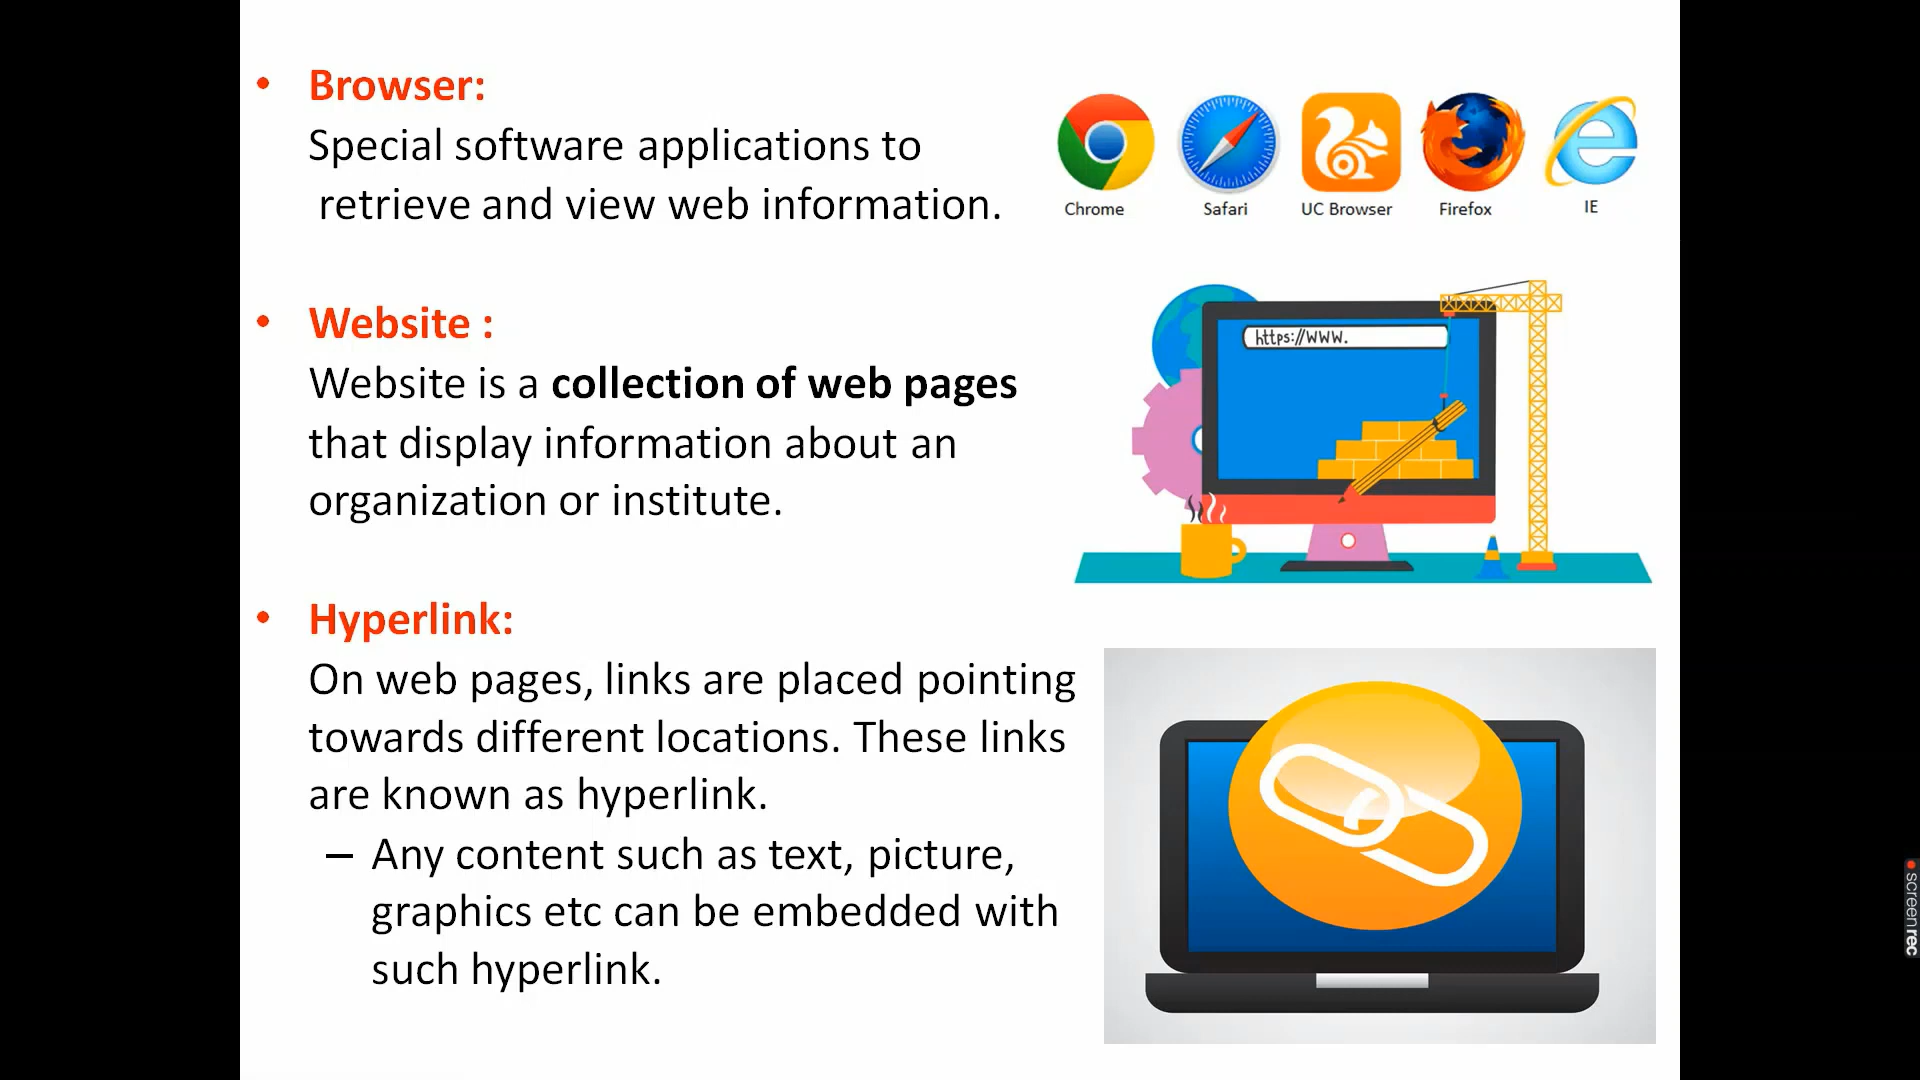 • Browser:
Special software applications to
retrieve and view web information.
Chrome
Safari
UC Browser
Firefox
IE
• Website :
Website is a collection of web pages
that display information about an
organization or institute.
https://www.
• Hyperlink:
On web pages, links are placed pointing
towards different locations. These links
are known as hyperlink.
– Any content such as text, picture,
graphics etc can be embedded with
such hyperlink.
screenrec